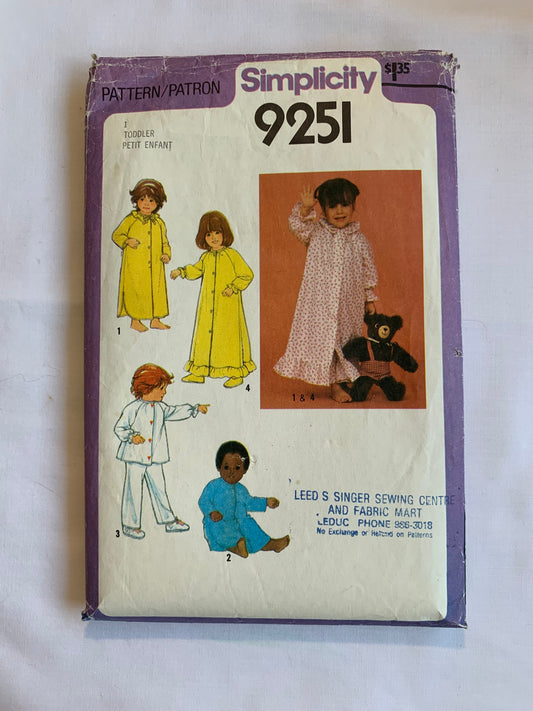 PATTERN/PATRON
Simplicity
$1.35
9251
1
TODDLER
PETIT ENFANT
1
4
1 & 4
3
2
LEED S SINGER SEWING CENTRE
AND FABRIC MART
LEDUC PHONE 986-3018
No Exchange or Refund on Patterns